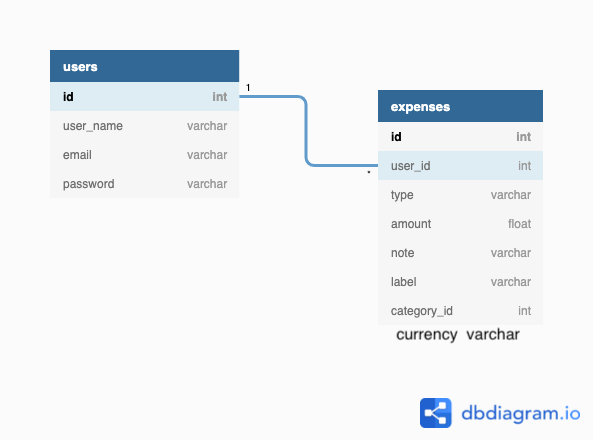 users
id int
user_name varchar
email varchar
password varchar
1
*
expenses
id int
user_id int
type varchar
amount float
note varchar
label varchar
category_id int
currency varchar
dbdiagram.io